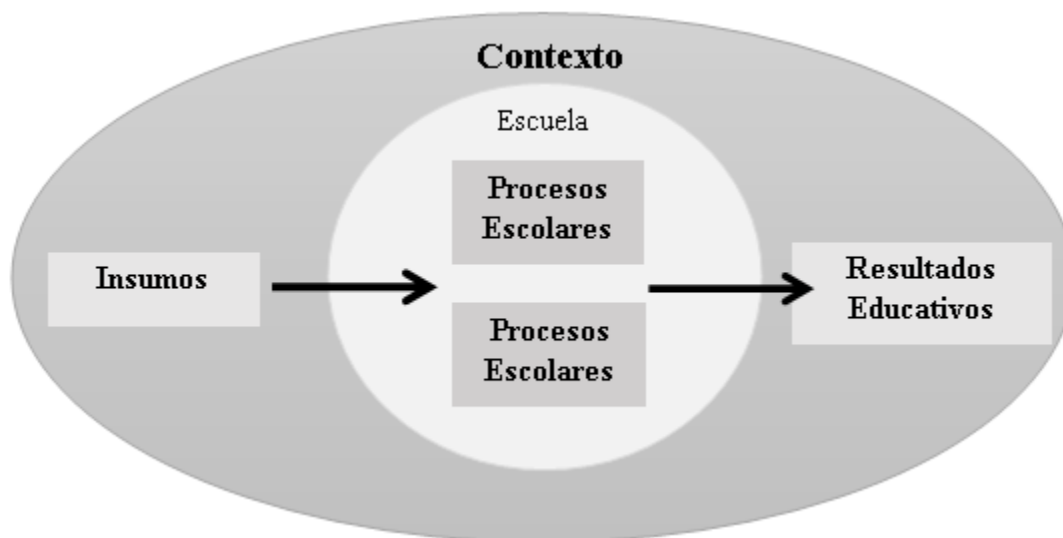 Contexto
Escuela
Procesos
Escolares
Insumos
Resultados
Educativos
Procesos
Escolares